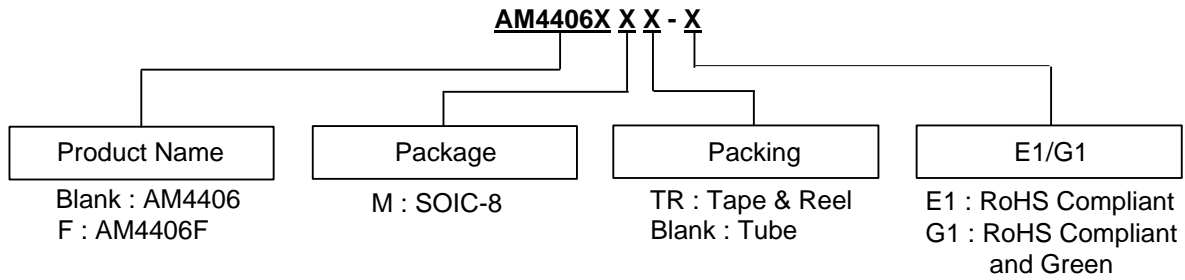 AM4406X X X - X
Product Name
Package
Packing
E1/G1
Blank : AM4406
F : AM4406F
M : SOIC-8
TR : Tape & Reel
Blank : Tube
E1 : RoHS Compliant
G1 : RoHS Compliant
and Green